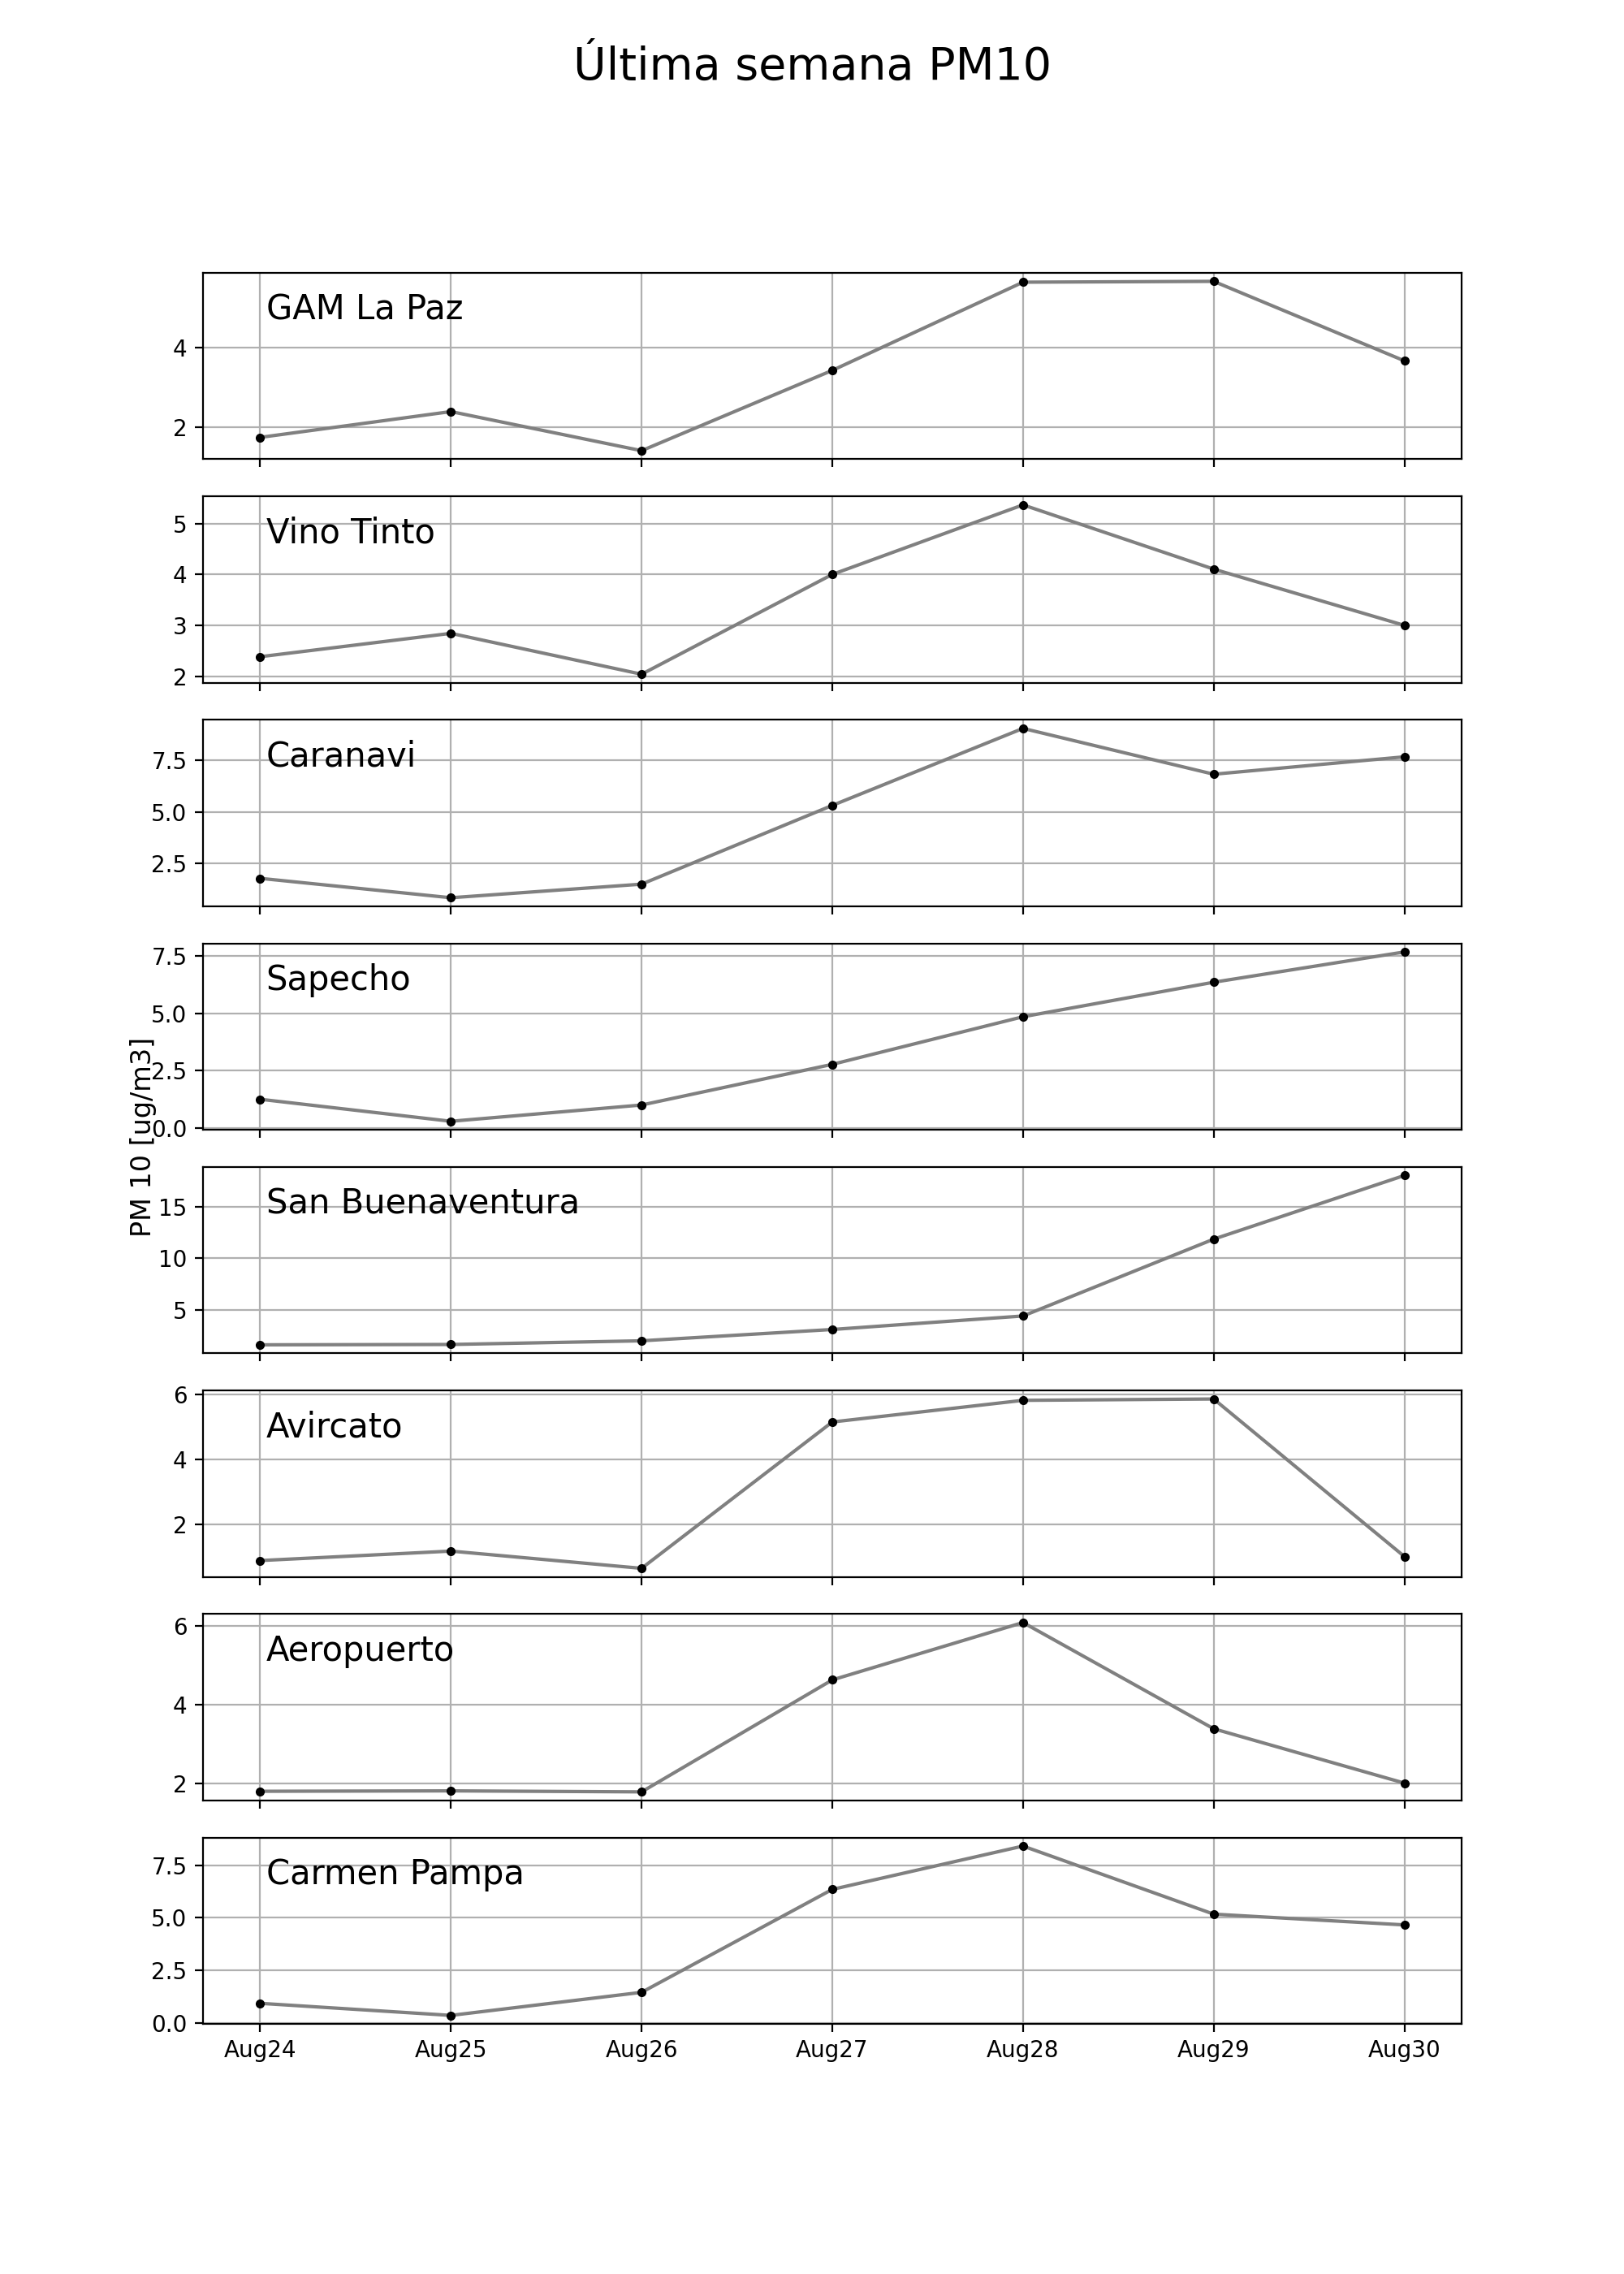 Última semana PM10
GAM La Paz
4
2
Vino Tinto
5
4
3
2
Caranavi
7.5
5.0
2.5
Sapecho
7.5
5.0
2.5
0.0
PM 10 [ug/m3]
San Buenaventura
15
10
5
Avircato
6
4
2
Aeropuerto
6
4
2
Carmen Pampa
7.5
5.0
2.5
0.0
Aug24 Aug25 Aug26 Aug27 Aug28 Aug29 Aug30